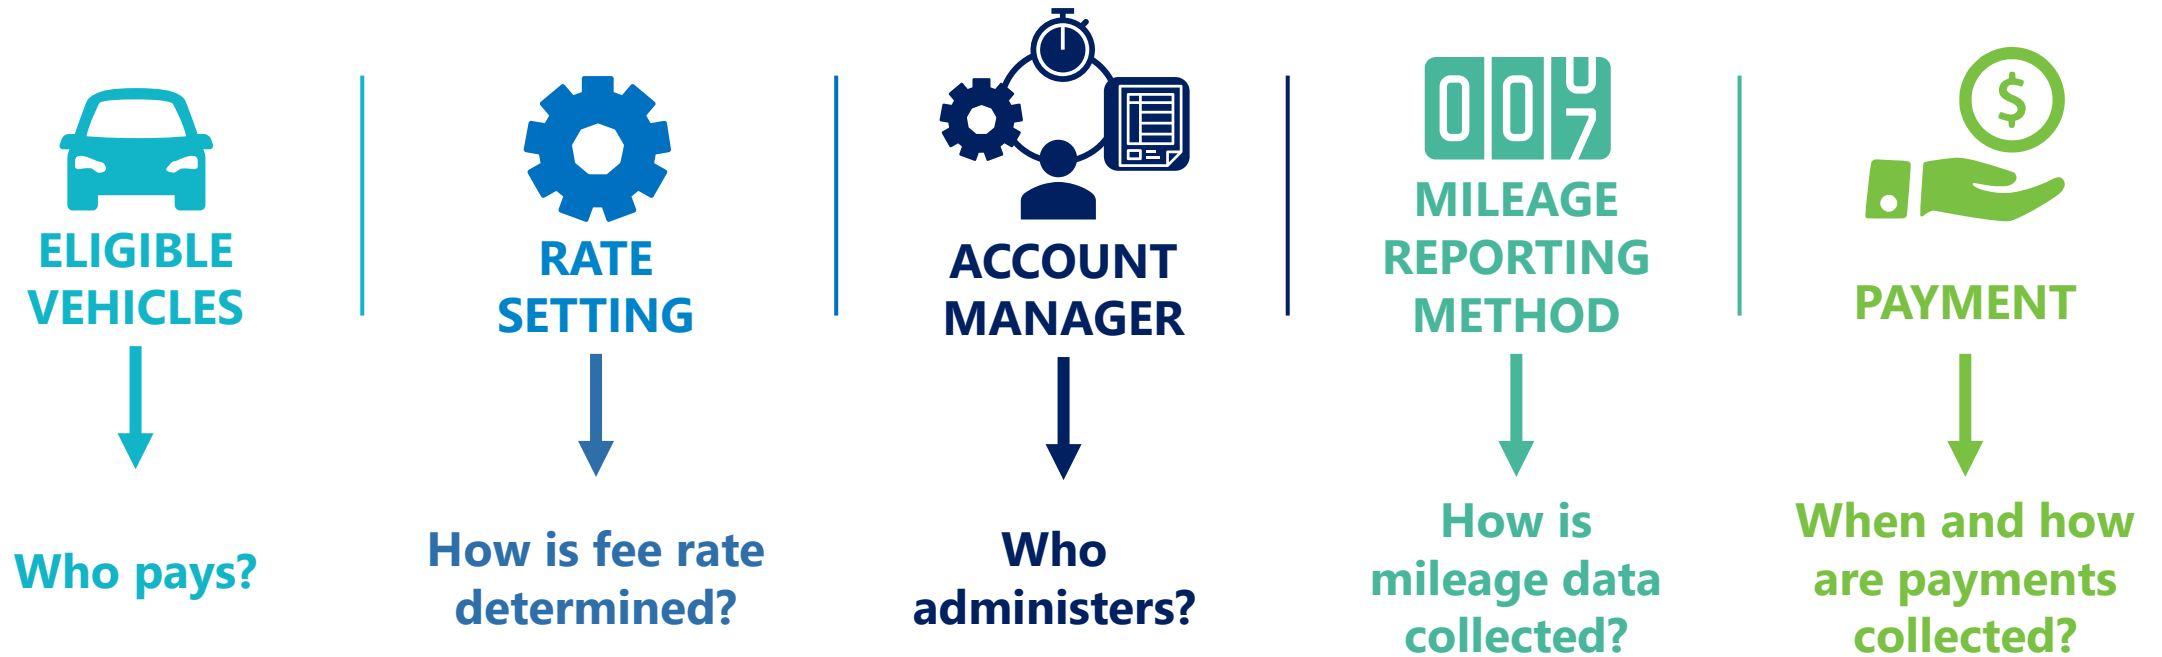 ELIGIBLE
VEHICLES
Who pays?
RATE
SETTING
How is fee rate
determined?
ACCOUNT
MANAGER
Who
administers?
007
MILEAGE
REPORTING
METHOD
How is
mileage data
collected?
$
PAYMENT
When and how
are payments
collected?